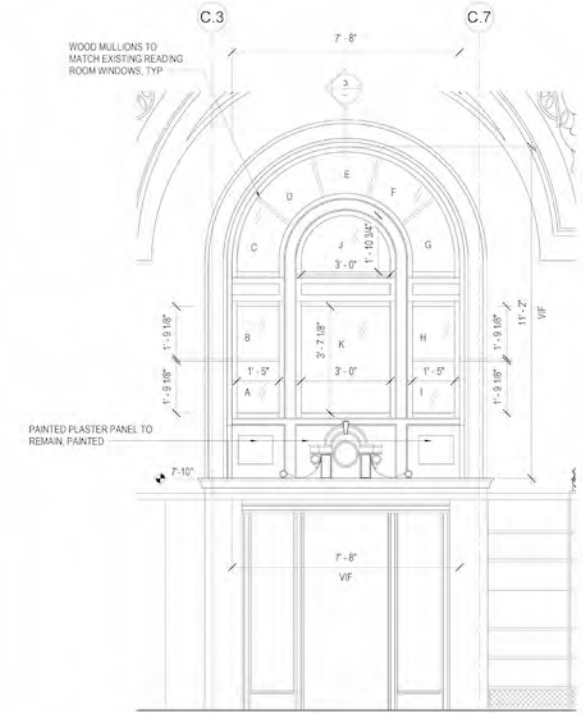 C.3
C.7
7' - 8"
WOOD MULLIONS TO
MATCH EXISTING READING
ROOM WINDOWS, TYP
3
E
D
F
C
J
G
1' - 10 3/4"
3' - 0"
11' - 2"
VIF
1' - 9 1/8"
B
3' - 7 1/8"
K
H
1' - 9 1/8"
1' - 5"
3' - 0"
1' - 5"
1' - 9 1/8"
A
I
1' - 9 1/8"
PAINTED PLASTER PANEL TO
REMAIN, PAINTED
7'-10"
7' - 8"
VIF